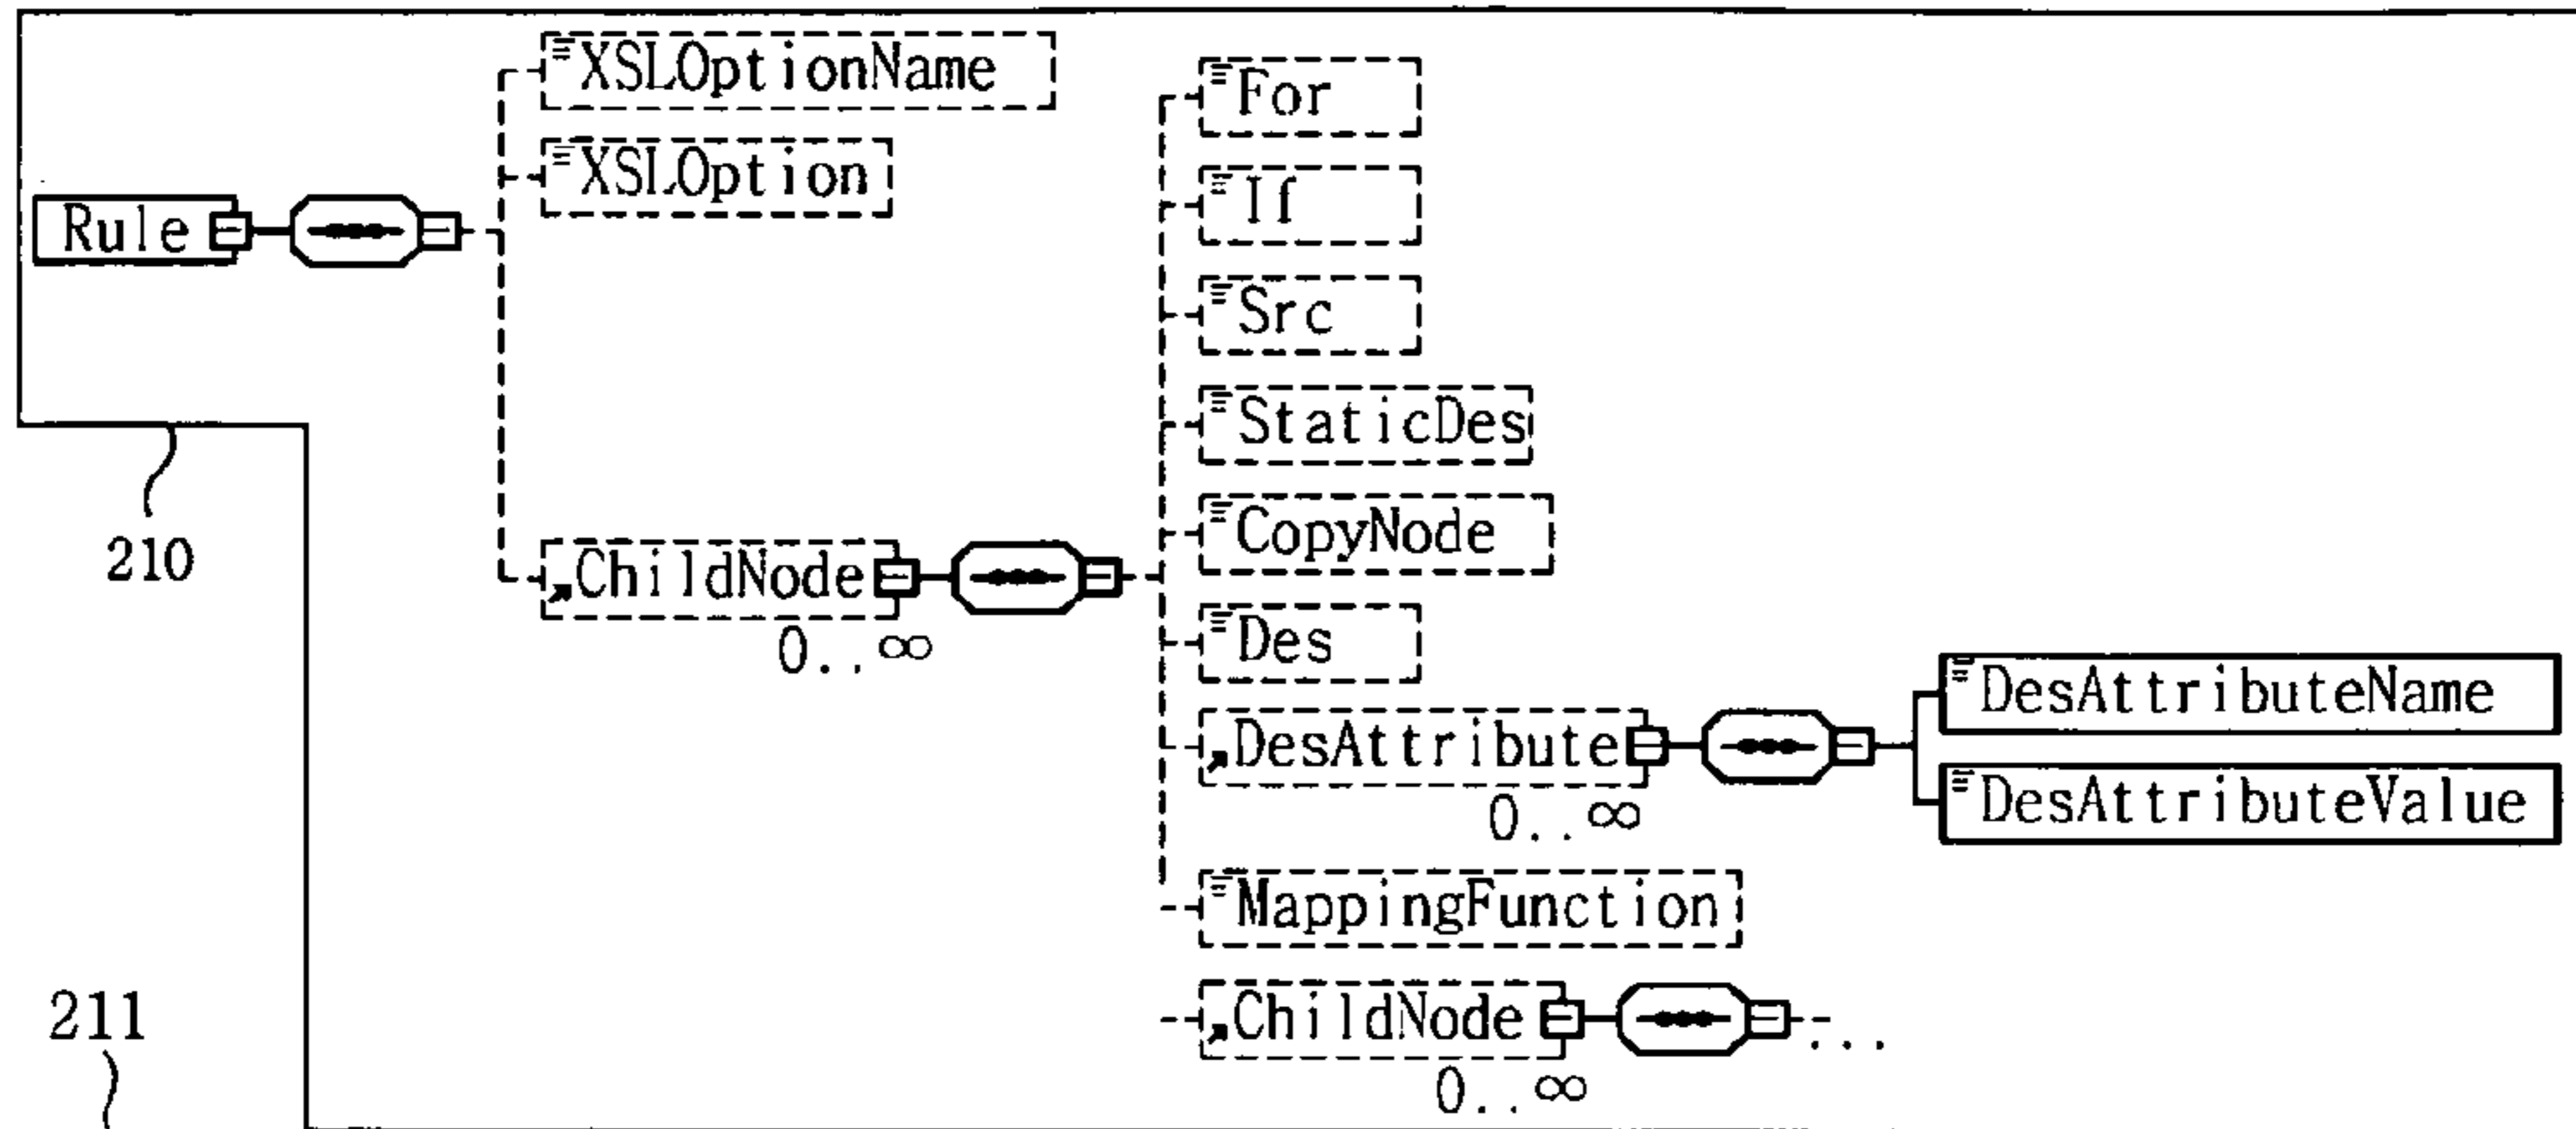 Rule
XSLOptionName
XSLOption
ChildNode
0..∞
For
If
Src
StaticDes
CopyNode
Des
DesAttribute
0..∞
DesAttributeName
DesAttributeValue
MappingFunction
ChildNode
...
0..∞
210
211